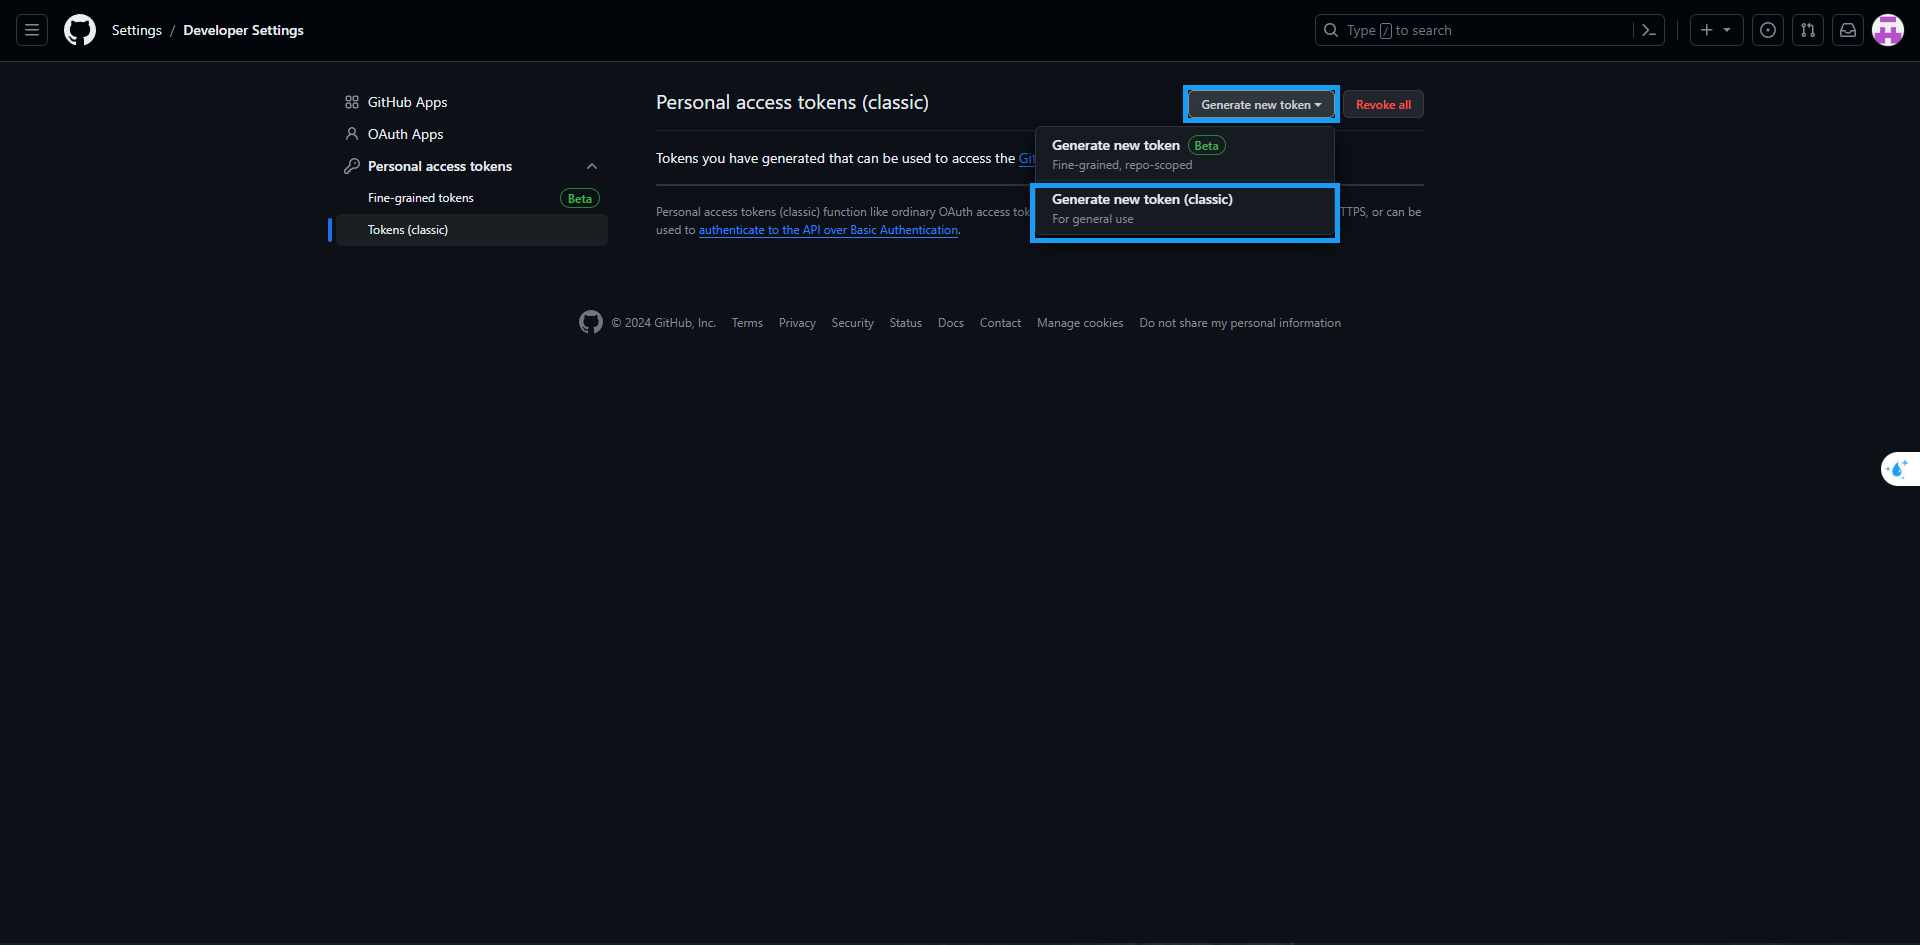 Settings / Developer Settings
Type / to search
GitHub Apps
OAuth Apps
Personal access tokens
Fine-grained tokens Beta
Tokens (classic)
Personal access tokens (classic)
Generate new token
Revoke all
Generate new token Beta
Fine-grained, repo-scoped
Generate new token (classic)
For general use
Tokens you have generated that can be used to access the Git
Personal access tokens (classic) function like ordinary OAuth access tok TTPS, or can be
used to authenticate to the API over Basic Authentication.
© 2024 GitHub, Inc. Terms Privacy Security Status Docs Contact Manage cookies Do not share my personal information